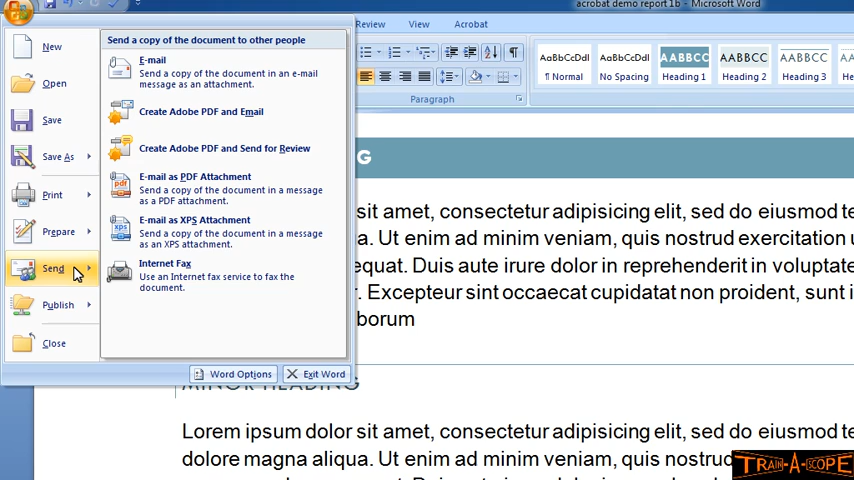 acrobat demo report 1b - Microsoft Word
Review View Acrobat
New
Open
Save
Save As
Print
Prepare
Send
Publish
Close
Send a copy of the document to other people
E-mail
Send a copy of the document in an e-mail
message as an attachment.
Create Adobe PDF and Email
Create Adobe PDF and Send for Review
E-mail as PDF Attachment
Send a copy of the document in a message
as a PDF attachment.
E-mail as XPS Attachment
Send a copy of the document in a message
as an XPS attachment.
Internet Fax
Use an Internet fax service to fax the
document.
Word Options
Exit Word
AaBbCcDdI AaBbCcDdI AABBCC AABBCC AABBCC
¶ Normal No Spacing Heading 1 Heading 2 Heading 3
Paragraph
G
sit amet, consectetur adipisicing elit, sed do eiusmod te
a. Ut enim ad minim veniam, quis nostrud exercitation u
equat. Duis aute irure dolor in reprehenderit in voluptate
r. Excepteur sint occaecat cupidatat non proident, sunt i
borum
MINOR HEADING
Lorem ipsum dolor sit amet, consectetur adipisicing elit, sed do eiusmod te
dolore magna aliqua. Ut enim ad minim veniam, quis nostrud
TRAIN-A-SCOPE